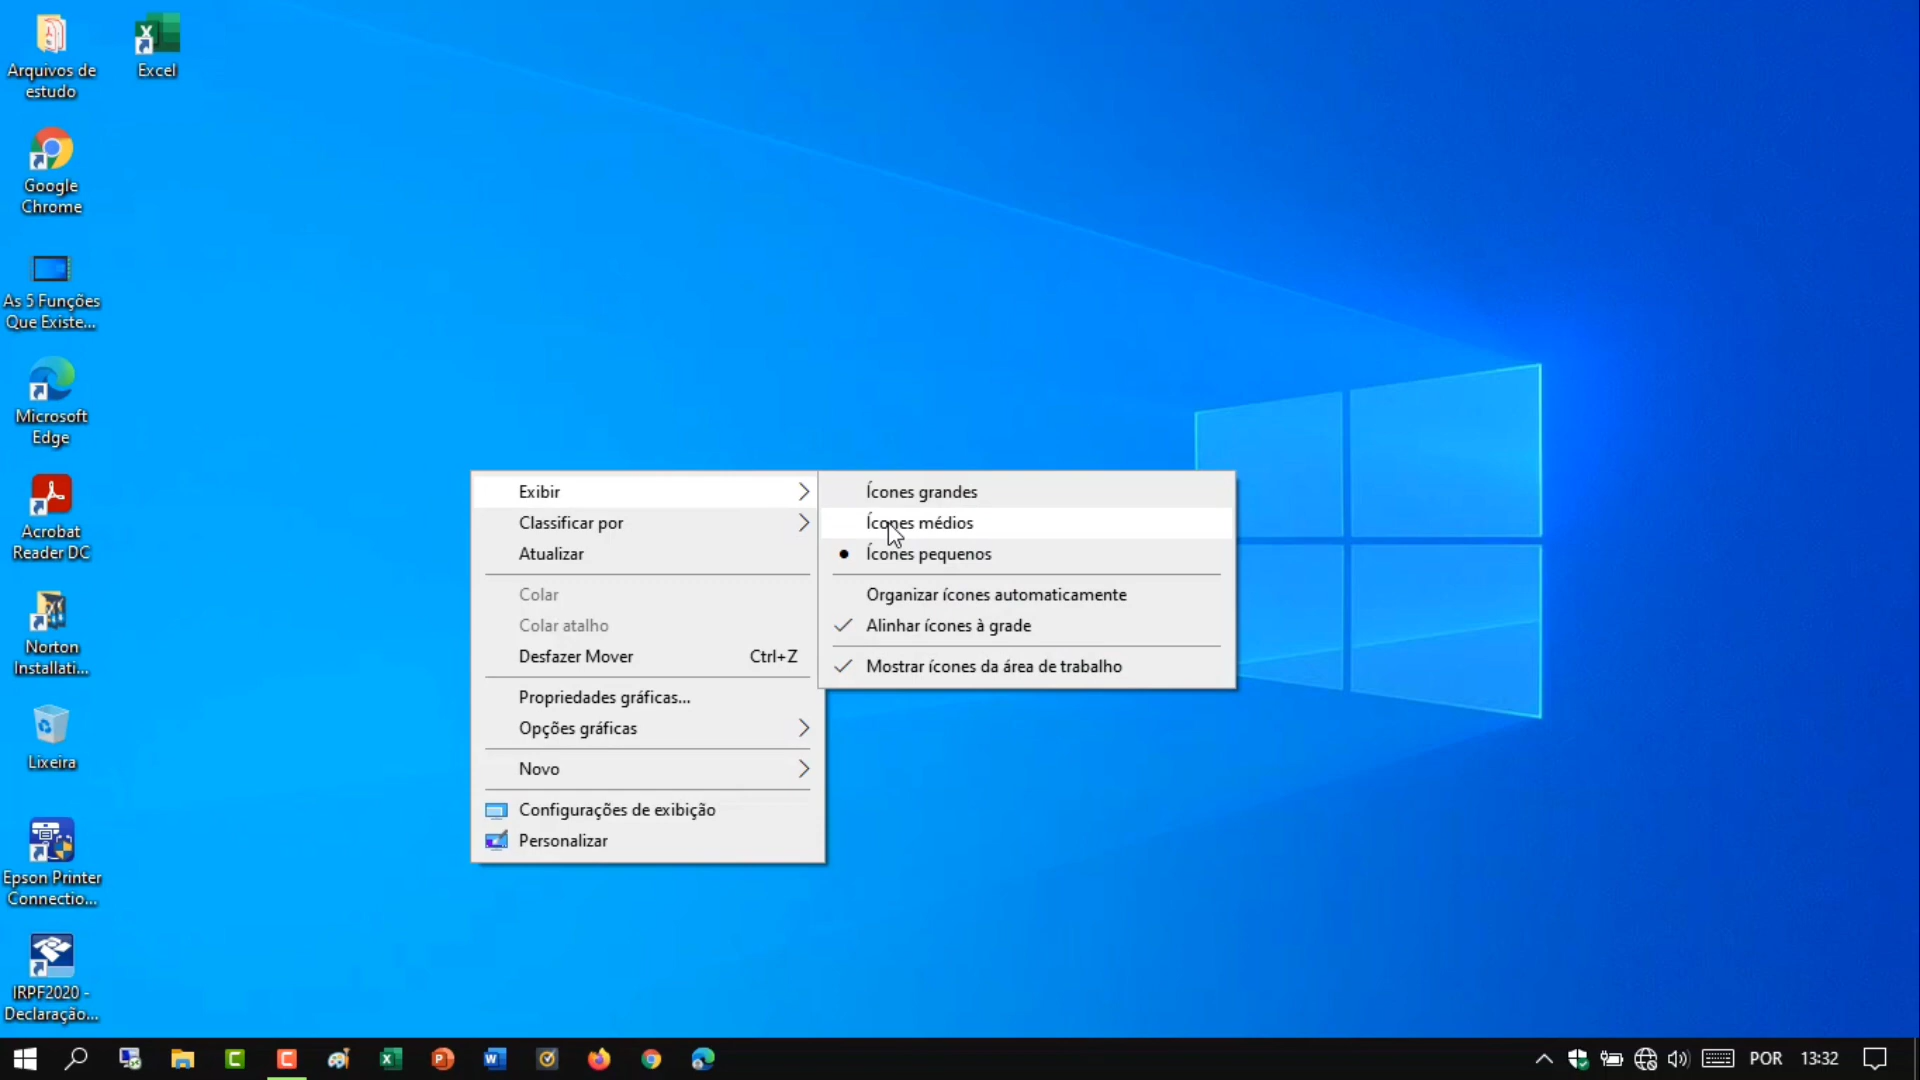 Arquivos de
estudo
Excel
Google
Chrome
As 5 Funções
Que Existe...
Microsoft
Edge
Acrobat
Reader DC
Norton
Installati...
Lixeira
Epson Printer
Connectio...
IRPF2020 -
Declaração...
Exibir
Classificar por
Atualizar
Colar
Colar atalho
Desfazer Mover Ctrl+Z
Propriedades gráficas...
Opções gráficas
Novo
Configurações de exibição
Personalizar
Ícones grandes
Ícones médios
Ícones pequenos
Organizar ícones automaticamente
Alinhar ícones à grade
Mostrar ícones da área de trabalho
POR 13:32